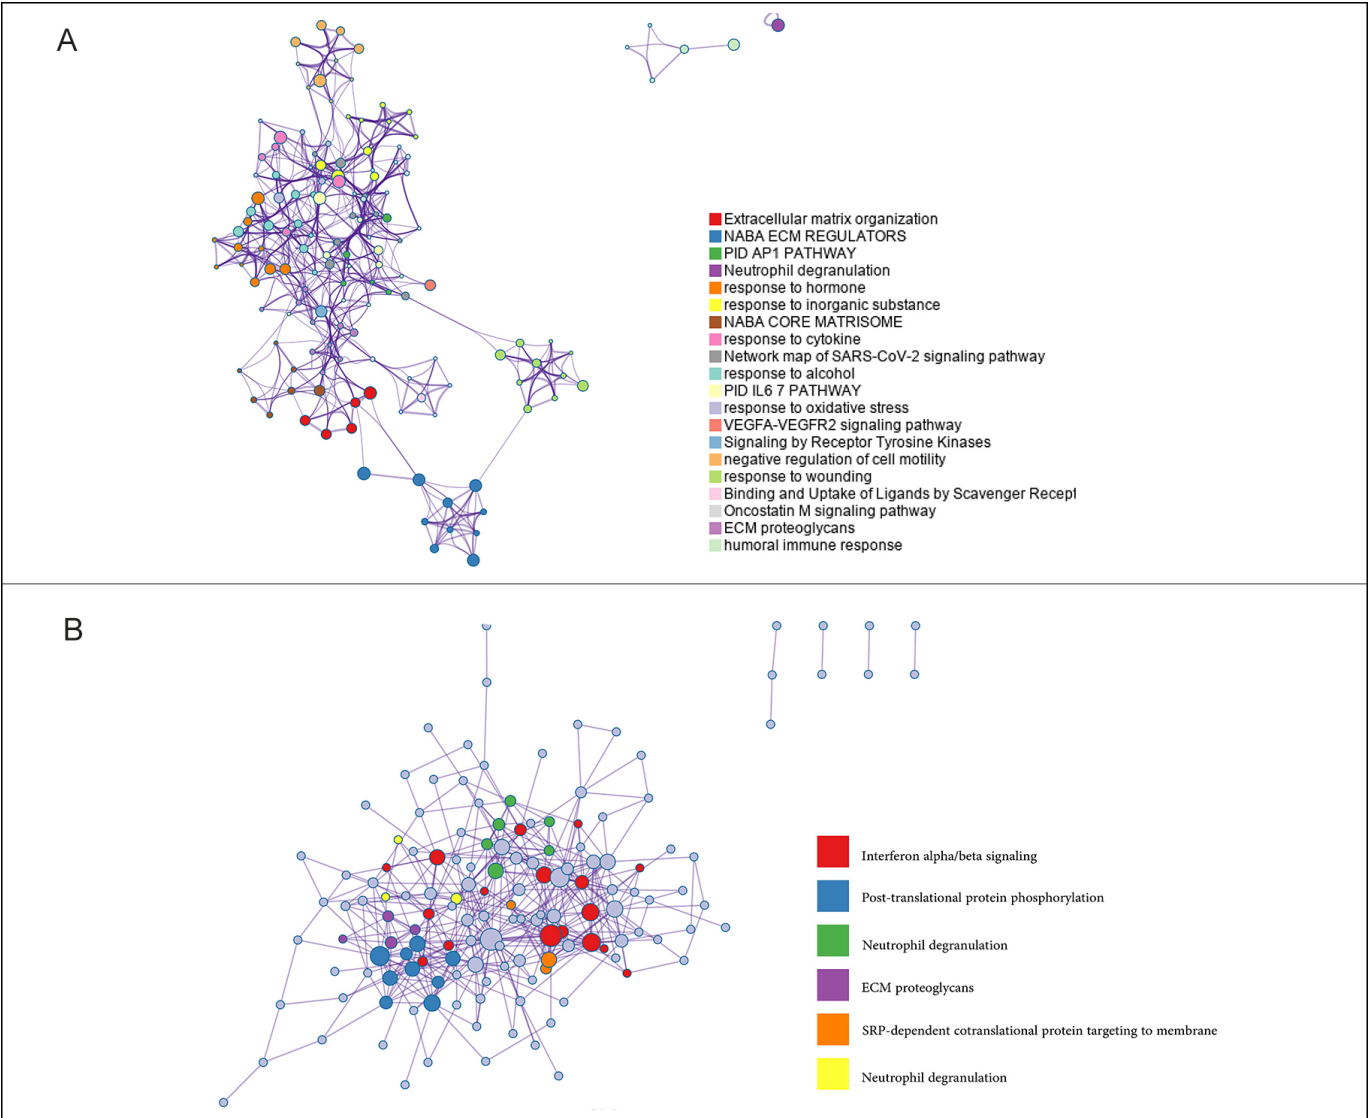 A
Extracellular matrix organization
NABA ECM REGULATORS
PID AP1 PATHWAY
Neutrophil degranulation
response to hormone
response to inorganic substance
NABA CORE MATRISOME
response to cytokine
Network map of SARS-CoV-2 signaling pathway
response to alcohol
PID IL6 7 PATHWAY
response to oxidative stress
VEGFA-VEGFR2 signaling pathway
Signaling by Receptor Tyrosine Kinases
negative regulation of cell motility
response to wounding
Binding and Uptake of Ligands by Scavenger Recept
Oncostatin M signaling pathway
ECM proteoglycans
humoral immune response
B
Interferon alpha/beta signaling
Post-translational protein phosphorylation
Neutrophil degranulation
ECM proteoglycans
SRP-dependent cotranslational protein targeting to membrane
Neutrophil degranulation